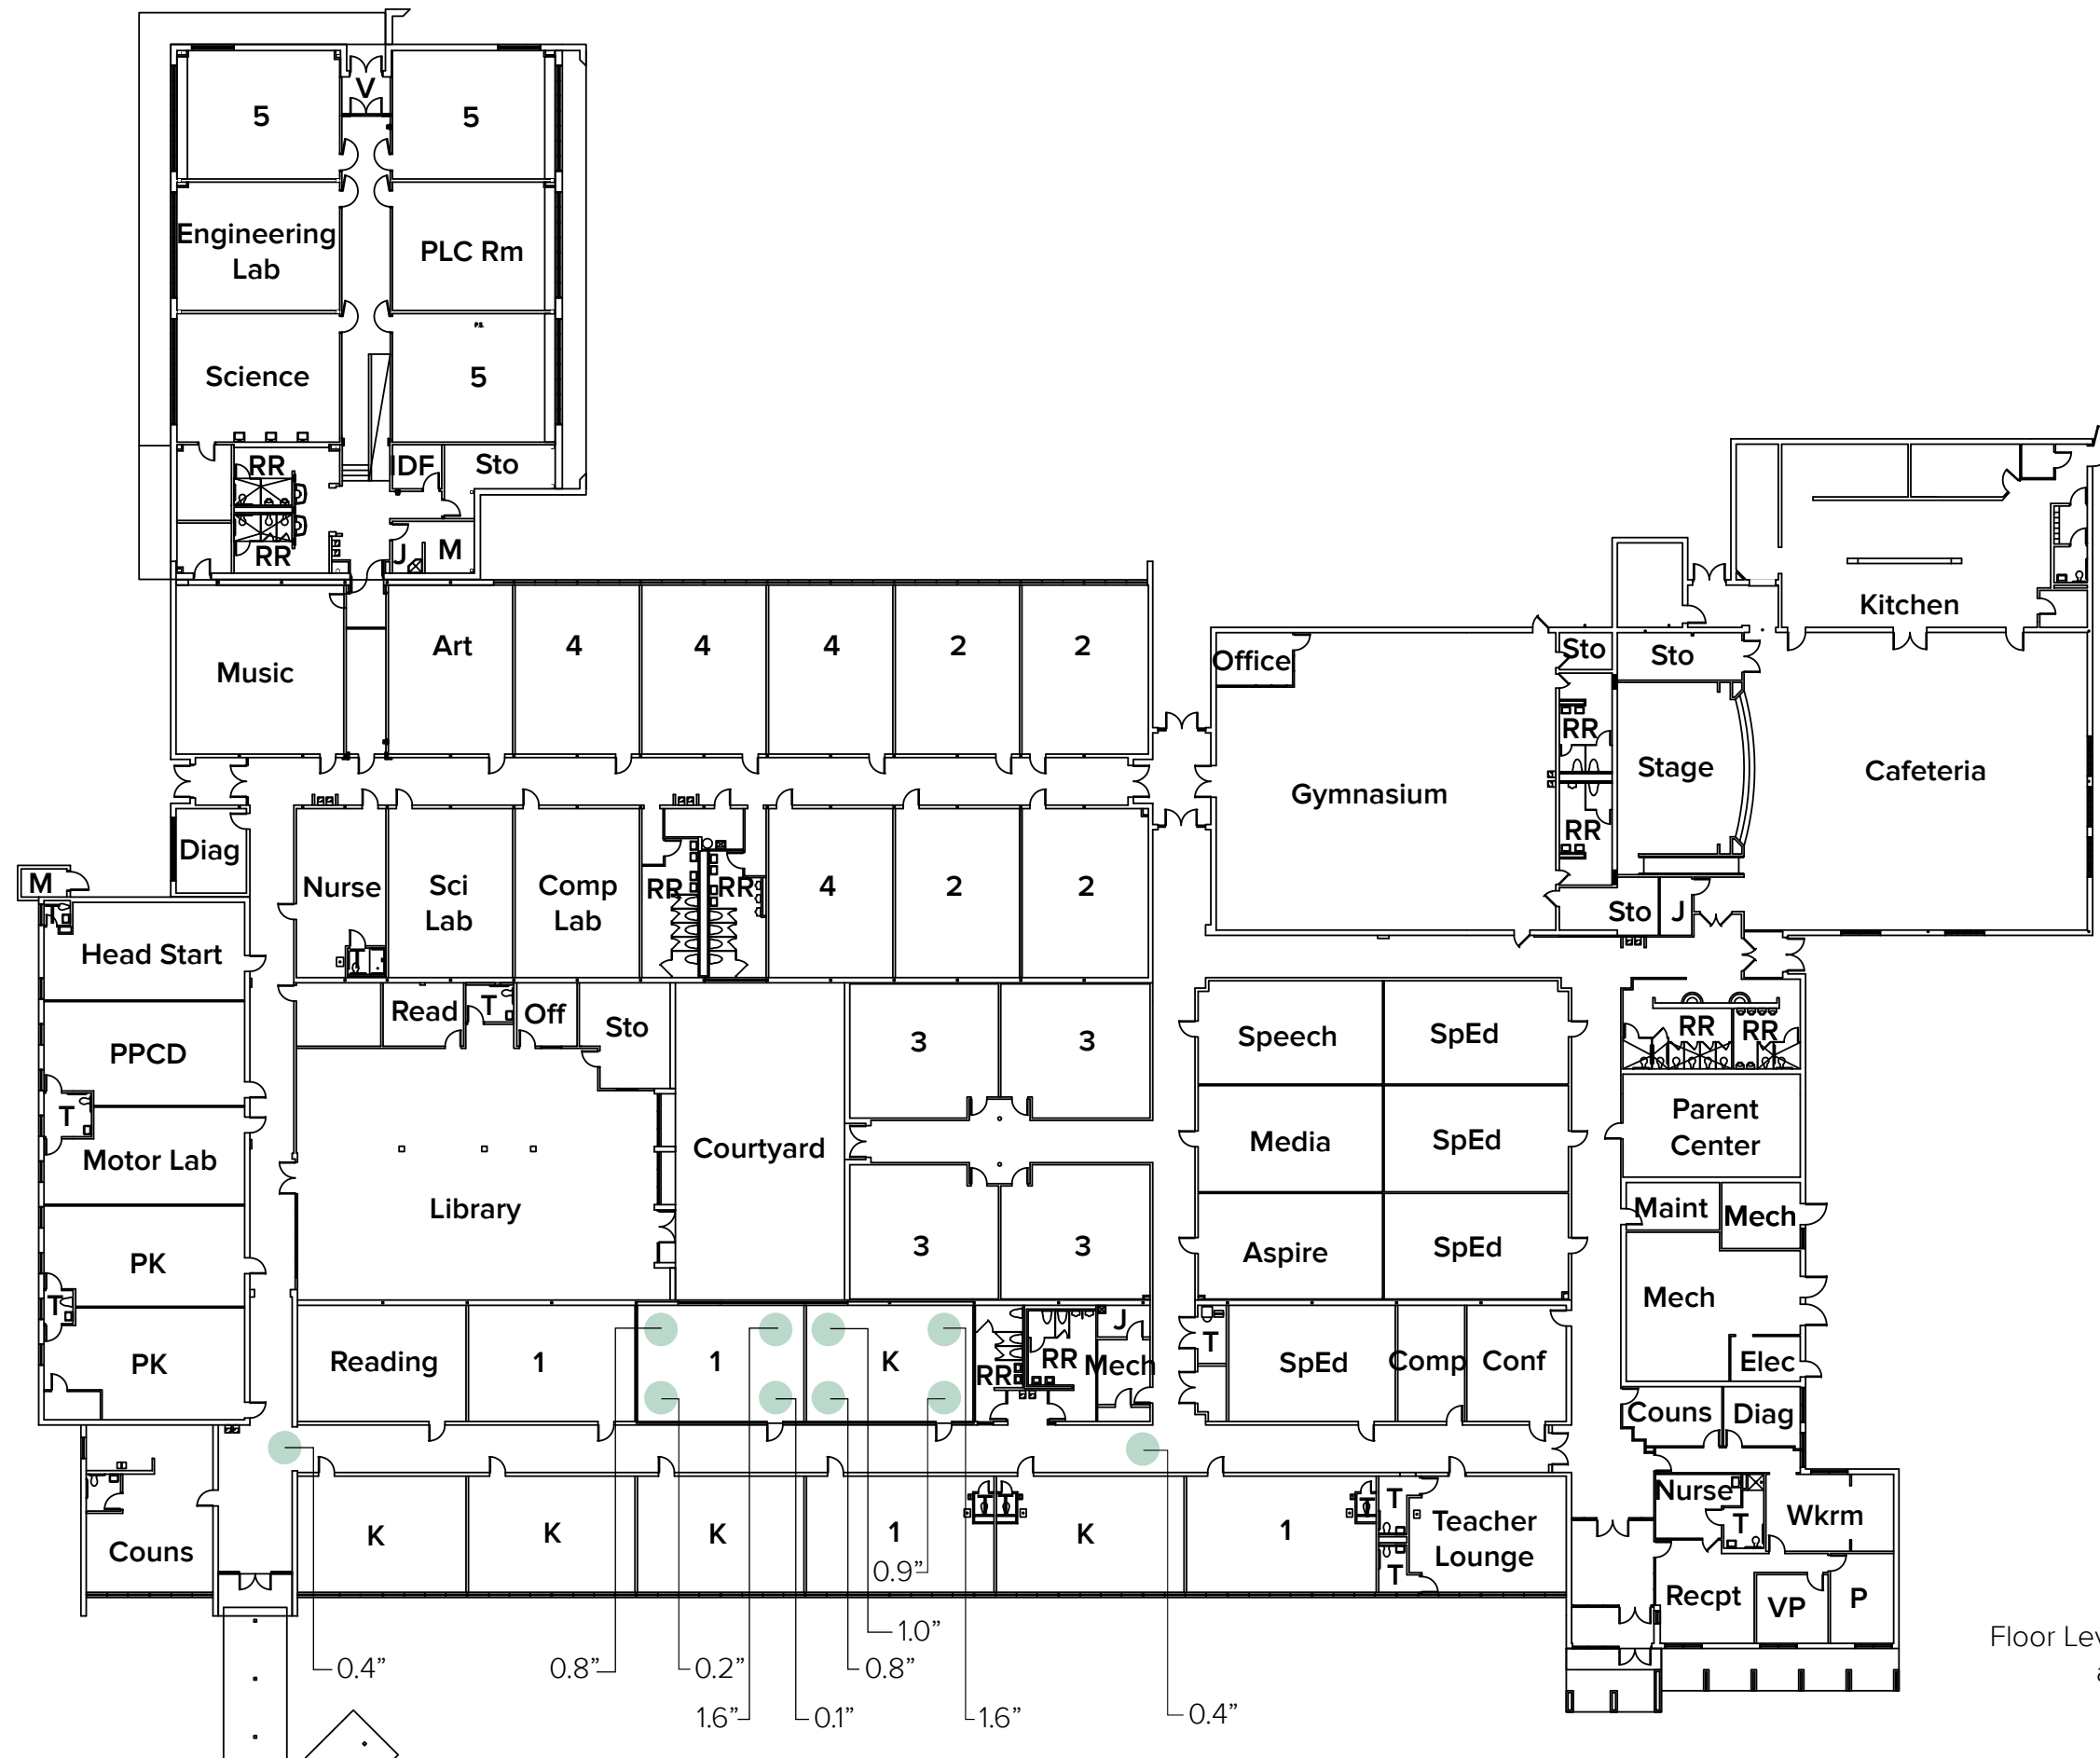 V
5
5
Engineering
Lab
PLC Rm
Science
5
RR
IDF
Sto
RR
J
M
Music
Art
4
4
4
2
2
Office
Sto
Sto
Kitchen
RR
Stage
Cafeteria
Gymnasium
RR
Diag
M
Nurse
Sci
Lab
Comp
Lab
RR
RR
4
2
2
Sto
J
Head Start
Read
T
Off
Sto
3
3
Speech
SpEd
RR
RR
PPCD
T
Motor Lab
Courtyard
Media
SpEd
Parent
Center
Library
Maint
Mech
PK
3
3
Aspire
SpEd
T
Mech
PK
Reading
1
1
K
RR
RR
J
Mech
T
SpEd
Comp
Conf
Elec
Couns
Diag
Couns
K
K
K
1
T
T
K
1
T
T
T
Teacher
Lounge
Nurse
T
Wkrm
Recpt
VP
P
0.9”
1.0”
0.4”
0.8”
0.2”
0.8”
1.6”
0.1”
1.6”
0.4”
Floor Lev